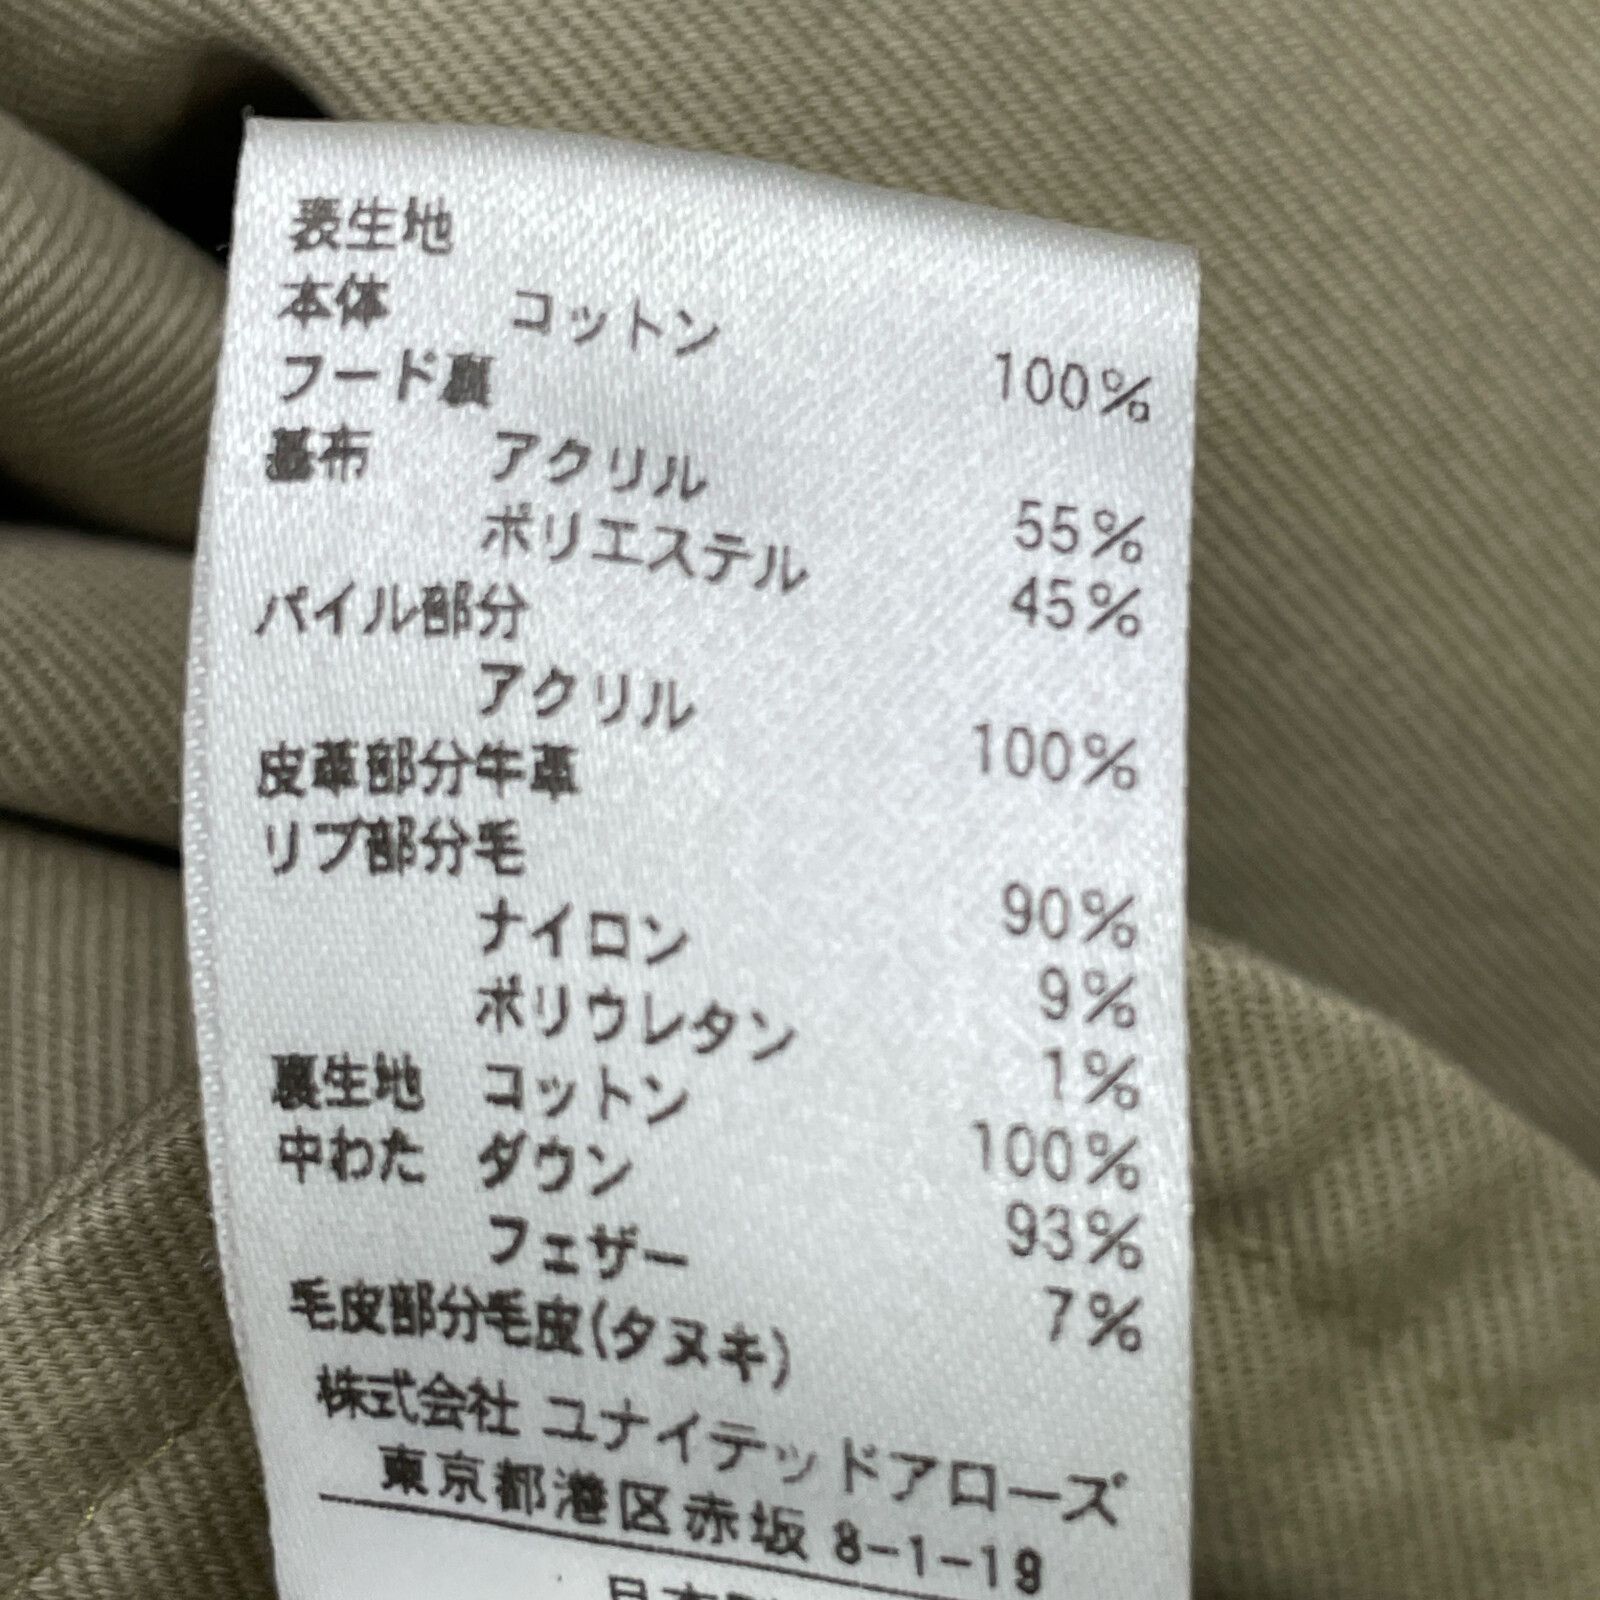 表生地
本体 コットン 100%
フード裏
基布 アクリル 55%
ポリエステル 45%
パイル部分
アクリル 100%
皮革部分牛革
リブ部分毛 90%
ナイロン 9%
ポリウレタン 1%
裏生地 コットン 100%
中わた ダウン 93%
フェザー 7%
毛皮部分毛皮(タヌキ)
株式会社 ユナイテッドアローズ
東京都港区赤坂 8-1-19